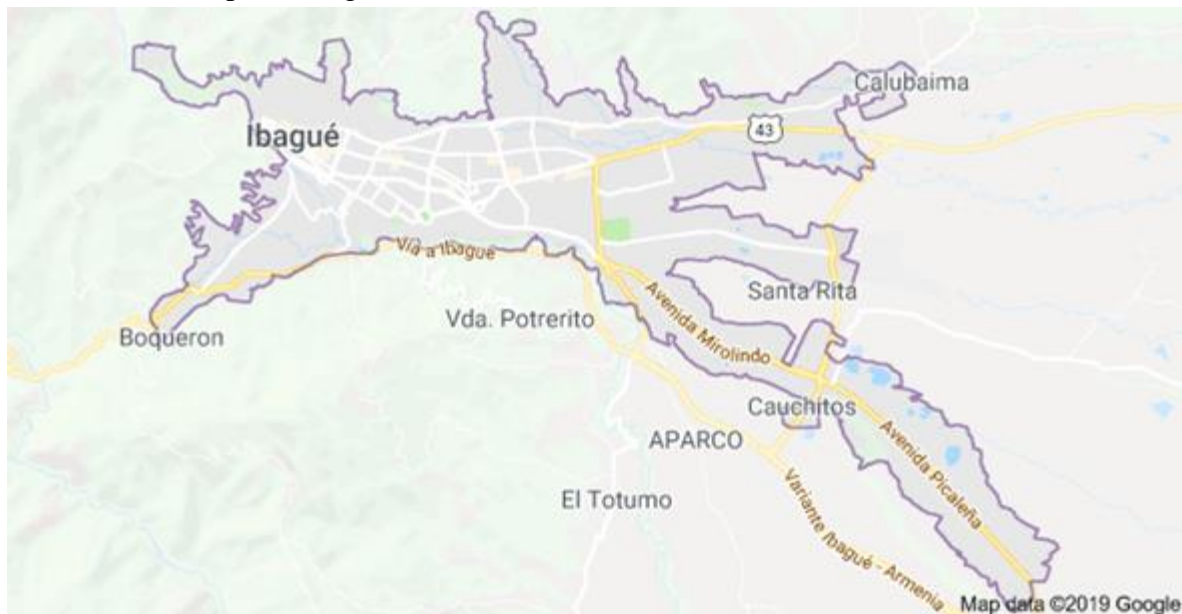 Calubaima
43
Ibagué
Vía a Ibagué
Santa Rita
Avenida Mirolindo
Vda. Potrerito
Boqueron
Cauchitos
APARCO
Avenida Picaleña
El Totumo
Variante Ibagué - Armenia
Map data ©2019 Google